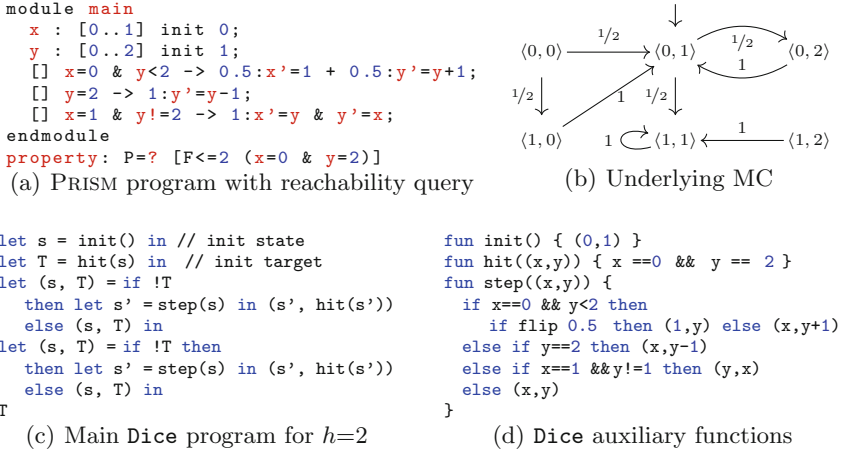 module main
x : [0..1] init 0;
y : [0..2] init 1;
[] x=0 & y<2 -> 0.5:x'=1 + 0.5:y'=y+1;
[] y=2 -> 1:y'=y-1;
[] x=1 & y!=2 -> 1:x'=y & y'=x;
endmodule
property: P=? [F<=2 (x=0 & y=2)]
(a) PRISM program with reachability query
1/2
1/2
⟨0, 0⟩ ⟨0, 1⟩ ⟨0, 2⟩
1
1/2 1 1/2
1
⟨1, 0⟩ 1 ⟨1, 1⟩ ⟨1, 2⟩
(b) Underlying MC
let s = init() in // init state
let T = hit(s) in // init target
let (s, T) = if !T
then let s' = step(s) in (s', hit(s'))
else (s, T) in
let (s, T) = if !T then
then let s' = step(s) in (s', hit(s'))
else (s, T) in
T
(c) Main Dice program for h=2
fun init() { (0,1) }
fun hit((x,y)) { x ==0 && y == 2 }
fun step((x,y)) {
if x==0 && y<2 then
if flip 0.5 then (1,y) else (x,y+1)
else if y==2 then (x,y-1)
else if x==1 &&y!=1 then (y,x)
else (x,y)
}
(d) Dice auxiliary functions